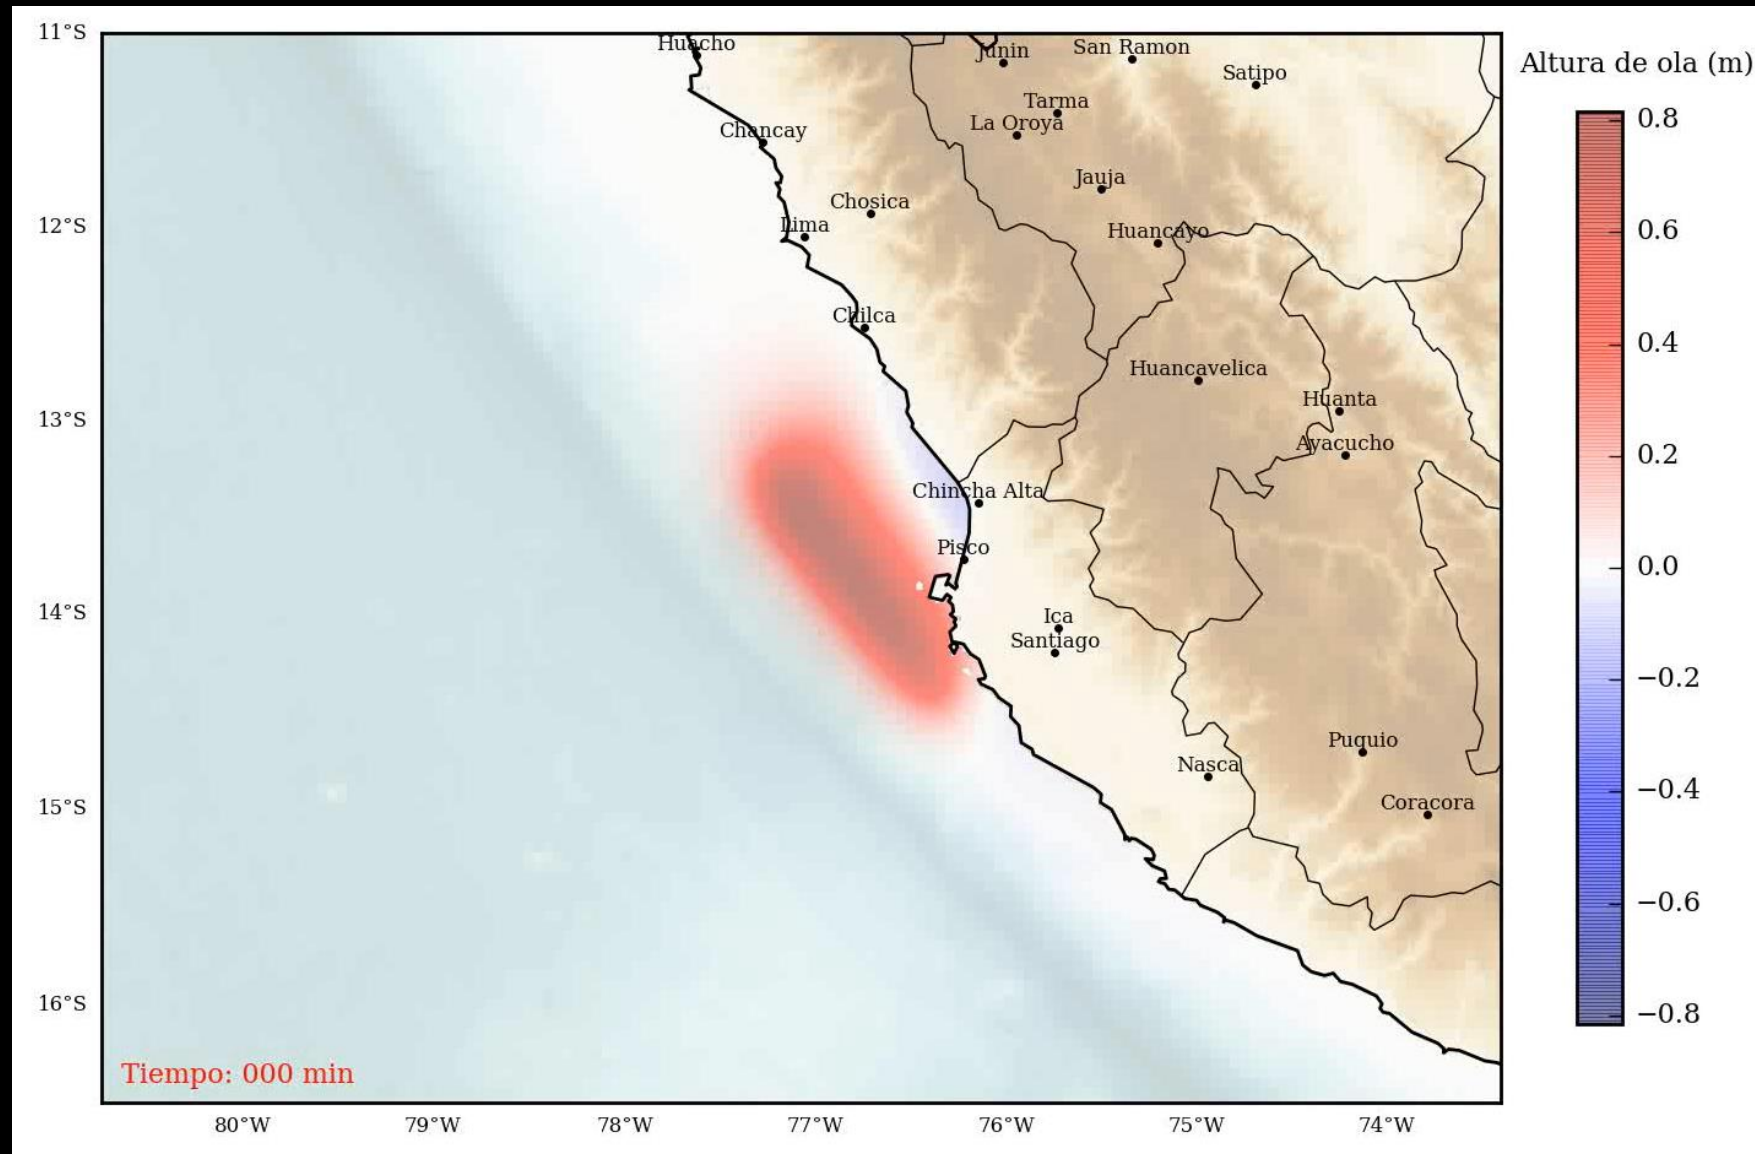 11°S
Huacho
Junin
San Ramon
Satipo
Altura de ola (m)
Tarma
La Oroya
Chancay
0.8
Jauja
Chosica
12°S
Lima
Huancayo
0.6
Chilca
0.4
Huancavelica
Huanta
13°S
Ayacucho
0.2
Chincha Alta
Pisco
0.0
14°S
Ica
Santiago
−0.2
Puquio
Nasca
−0.4
15°S
Coracora
−0.6
16°S
−0.8
Tiempo: 000 min
80°W 79°W 78°W 77°W 76°W 75°W 74°W